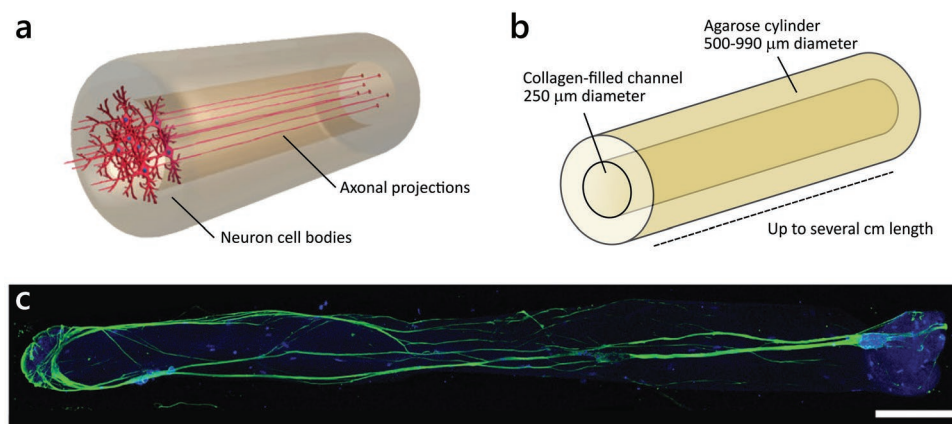 a
Axonal projections
Neuron cell bodies
b
Agarose cylinder
500-990 μm diameter
Collagen-filled channel
250 μm diameter
Up to several cm length
C